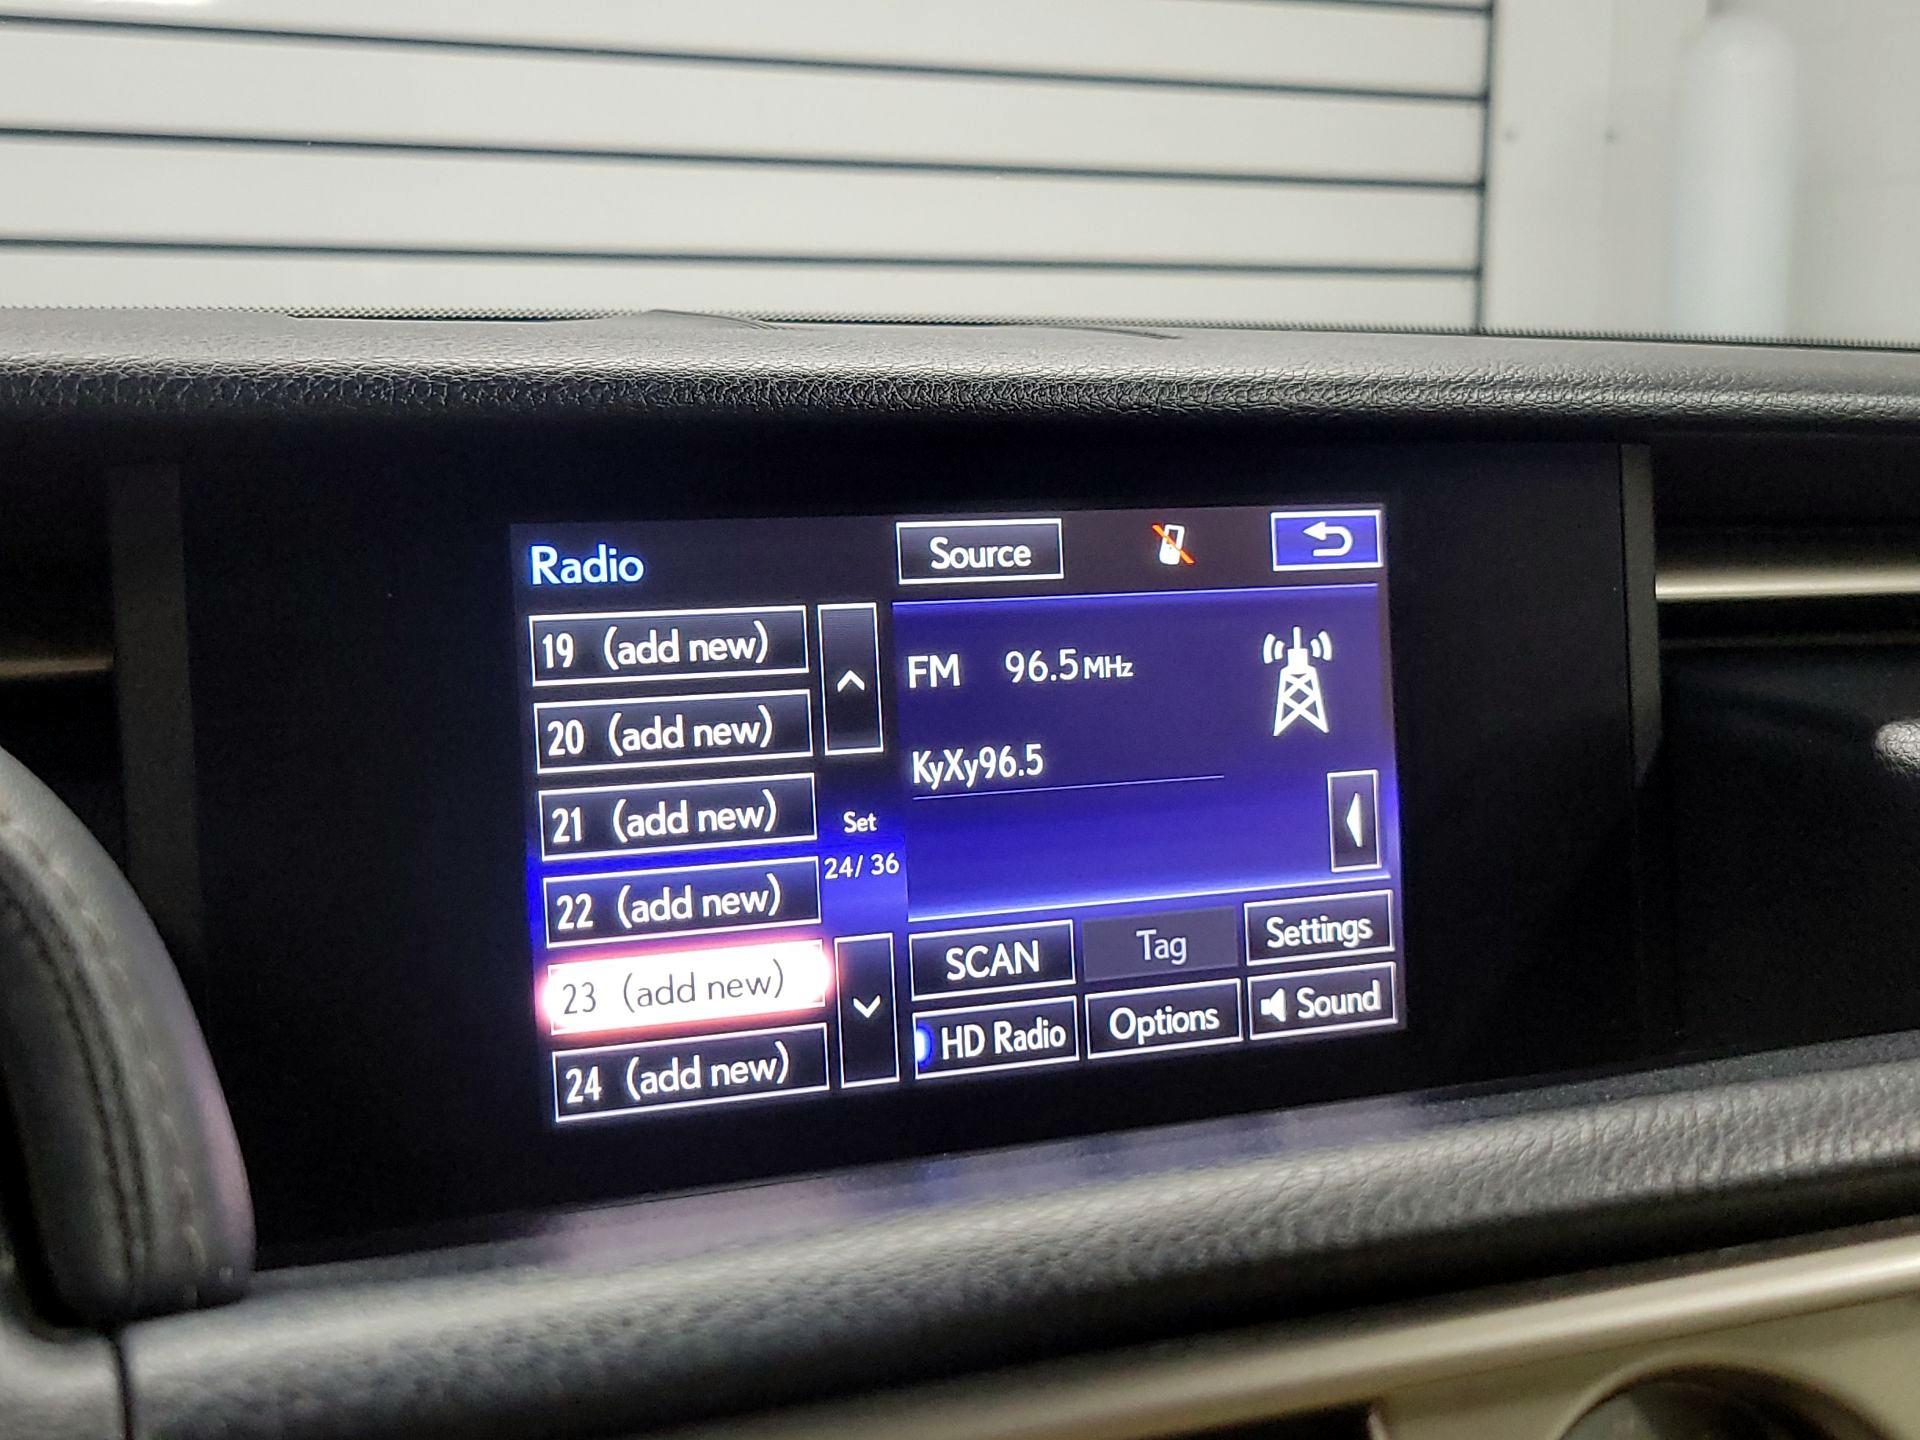 Radio
Source
19 (add new)
20 (add new)
21 (add new)
22 (add new)
23 (add new)
24 (add new)
Set
24/ 36
FM 96.5 MHz
KyXy96.5
SCAN
Tag
Settings
HD Radio
Options
Sound